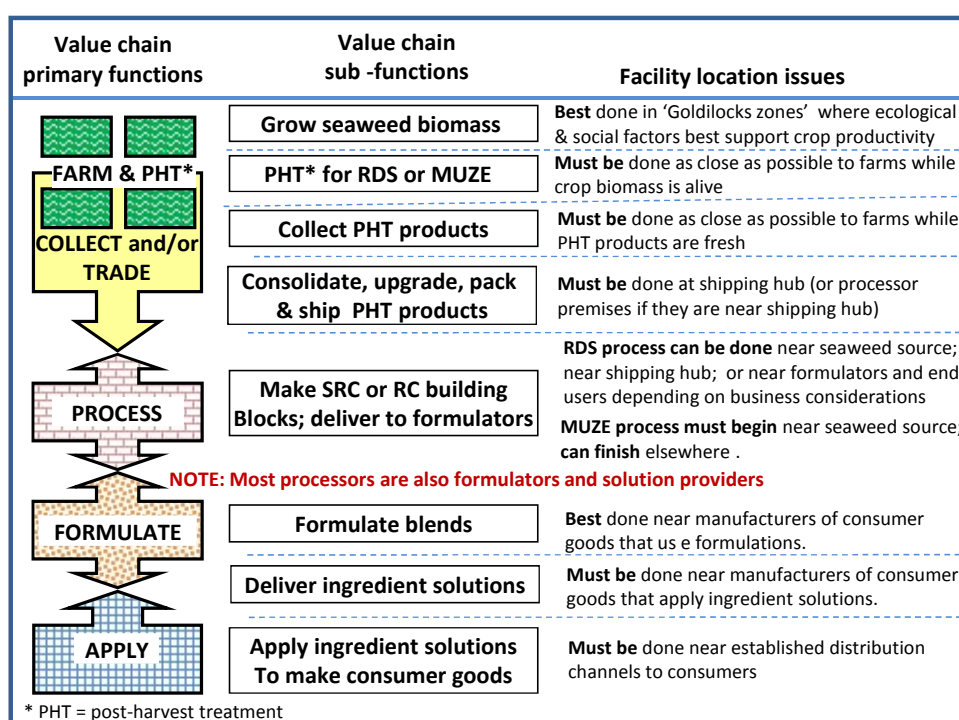 Value chain
primary functions
Value chain
sub -functions
Facility location issues
FARM & PHT*
COLLECT and/or
TRADE
Grow seaweed biomass
Best done in ‘Goldilocks zones’ where ecological
& social factors best support crop productivity
PHT* for RDS or MUZE
Must be done as close as possible to farms while
crop biomass is alive
Collect PHT products
Must be done as close as possible to farms while
PHT products are fresh
Consolidate, upgrade, pack
& ship PHT products
Must be done at shipping hub (or processor
premises if they are near shipping hub)
PROCESS
Make SRC or RC building
Blocks; deliver to formulators
RDS process can be done near seaweed source;
near shipping hub; or near formulators and end
users depending on business considerations
MUZE process must begin near seaweed source;
can finish elsewhere .
NOTE: Most processors are also formulators and solution providers
FORMULATE
Formulate blends
Best done near manufacturers of consumer
goods that us e formulations.
Deliver ingredient solutions
Must be done near manufacturers of consumer
goods that apply ingredient solutions.
APPLY
Apply ingredient solutions
To make consumer goods
Must be done near established distribution
channels to consumers
* PHT = post-harvest treatment